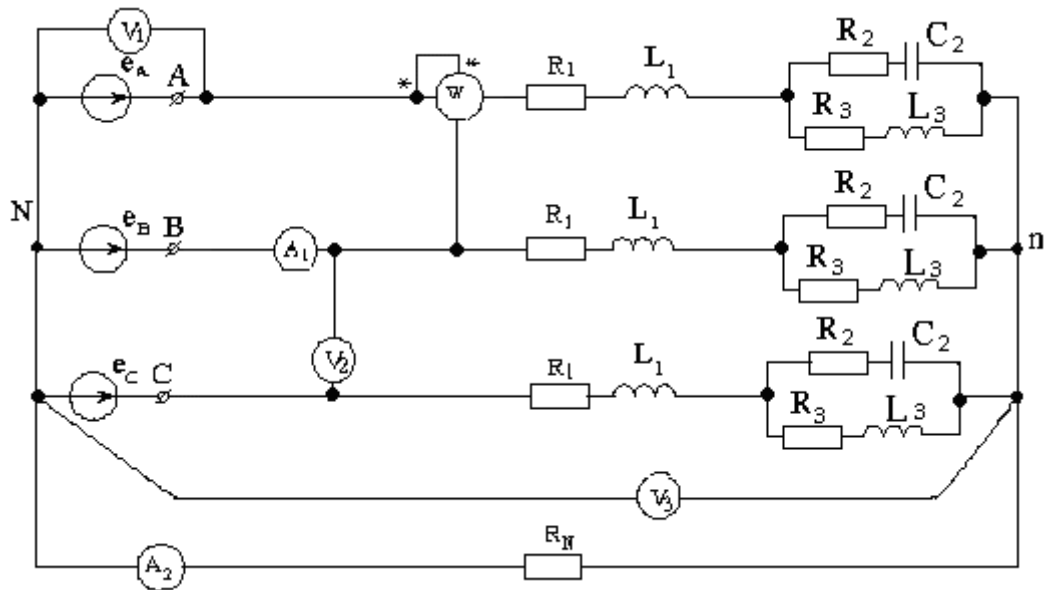 V1
eA A
* * W R1 L1 R2 C2
R3 L3
N eB B A1 R1 L1 R2 C2 n
R3 L3
eC C V2 R1 L1 R2 C2
R3 L3
V3
A2 RN